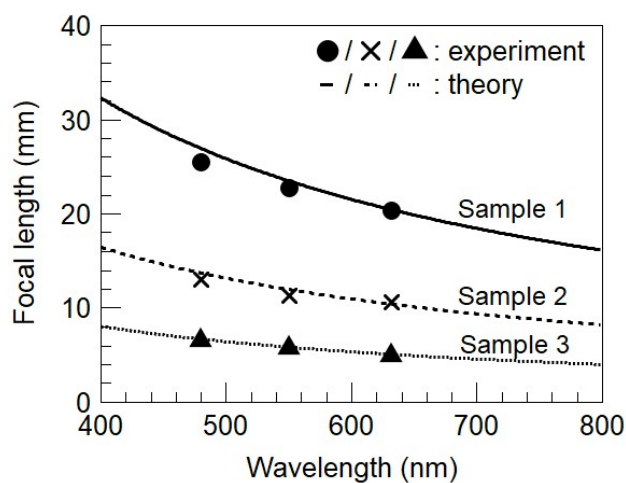 40
30
20
10
0
Focal length (mm)
: experiment
: theory
Sample 1
Sample 2
Sample 3
400 500 600 700 800
Wavelength (nm)